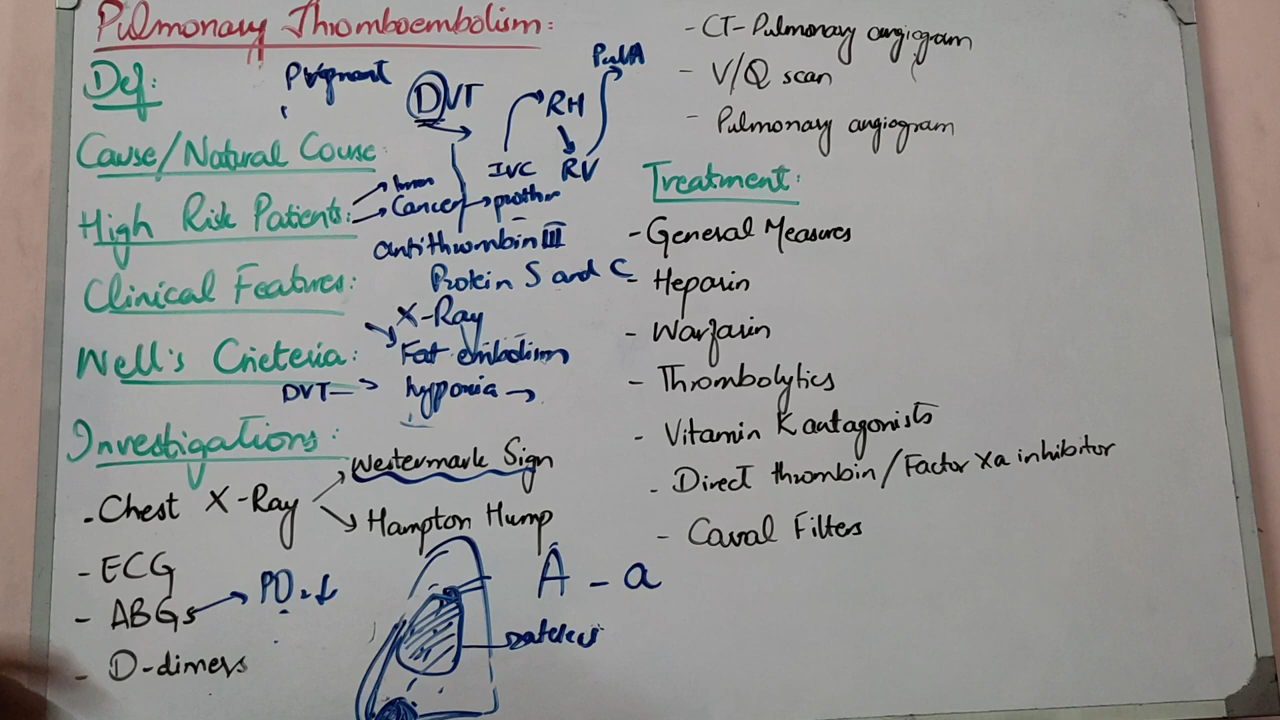 Pulmonary Thromboembolism:
Def:
Pregnant
DVT
PulA
RH
IVC
RV
Cause/Natural Couse
High Risk Patients:
Cancer
antithrombin III
Protein S and C
Clinical Features:
X-Ray
Well's Crieteria:
Fat embolism
DVT
hypoxia
Investigations:
- Chest X-Ray
Westermark Sign
Hampton Hump
- ECG
- ABGs
PO2 ↓
A - a
- D-dimers
- CT-Pulmonary angiogram
- V/Q scan
- Pulmonary angiogram
Treatment:
- General Measures
- Heparin
- Warfarin
- Thrombolytics
- Vitamin K antagonists
- Direct thrombin/Factor Xa inhibitor
- Caval Filters